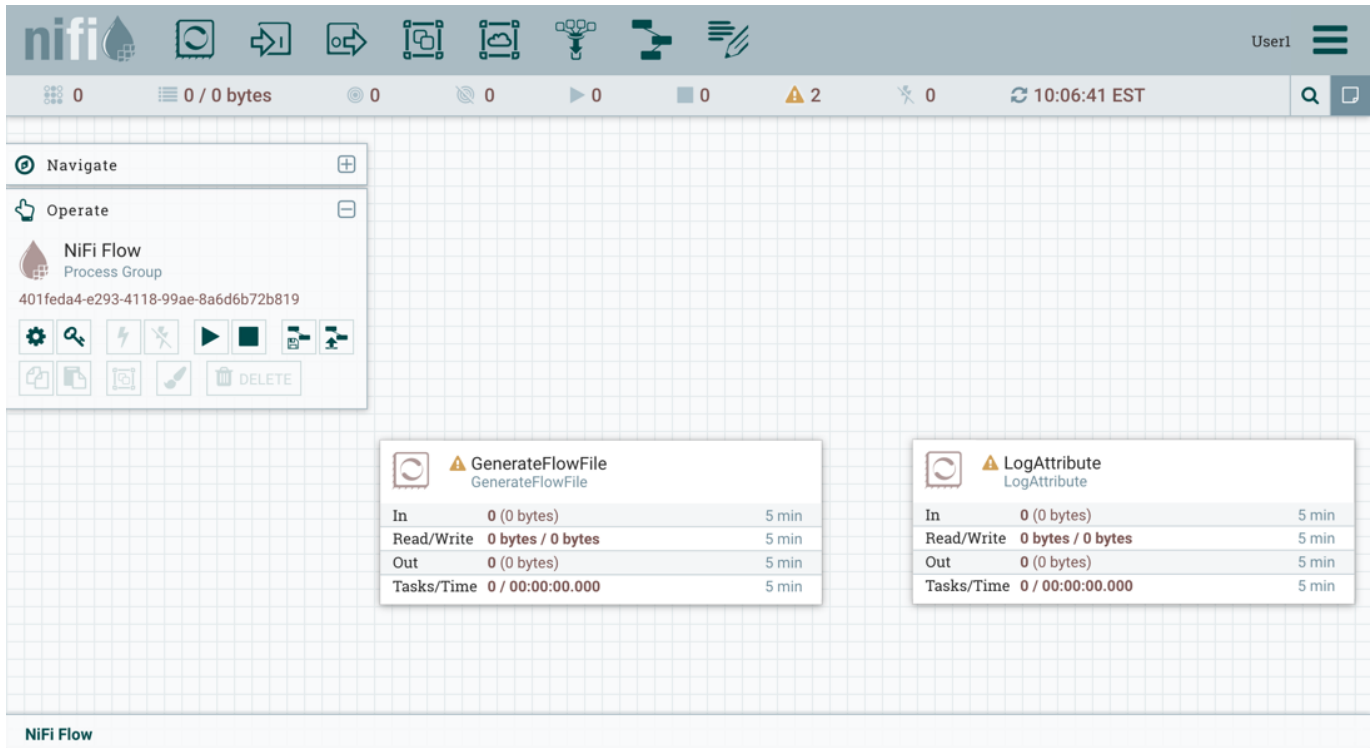 nifi
User1
0 0 / 0 bytes 0 0 0 0 2 0 10:06:41 EST
Navigate
Operate
NiFi Flow
Process Group
401feda4-e293-4118-99ae-8a6d6b72b819
DELETE
GenerateFlowFile
GenerateFlowFile
In 0 (0 bytes) 5 min
Read/Write 0 bytes / 0 bytes 5 min
Out 0 (0 bytes) 5 min
Tasks/Time 0 / 00:00:00.000 5 min
LogAttribute
LogAttribute
In 0 (0 bytes) 5 min
Read/Write 0 bytes / 0 bytes 5 min
Out 0 (0 bytes) 5 min
Tasks/Time 0 / 00:00:00.000 5 min
NiFi Flow